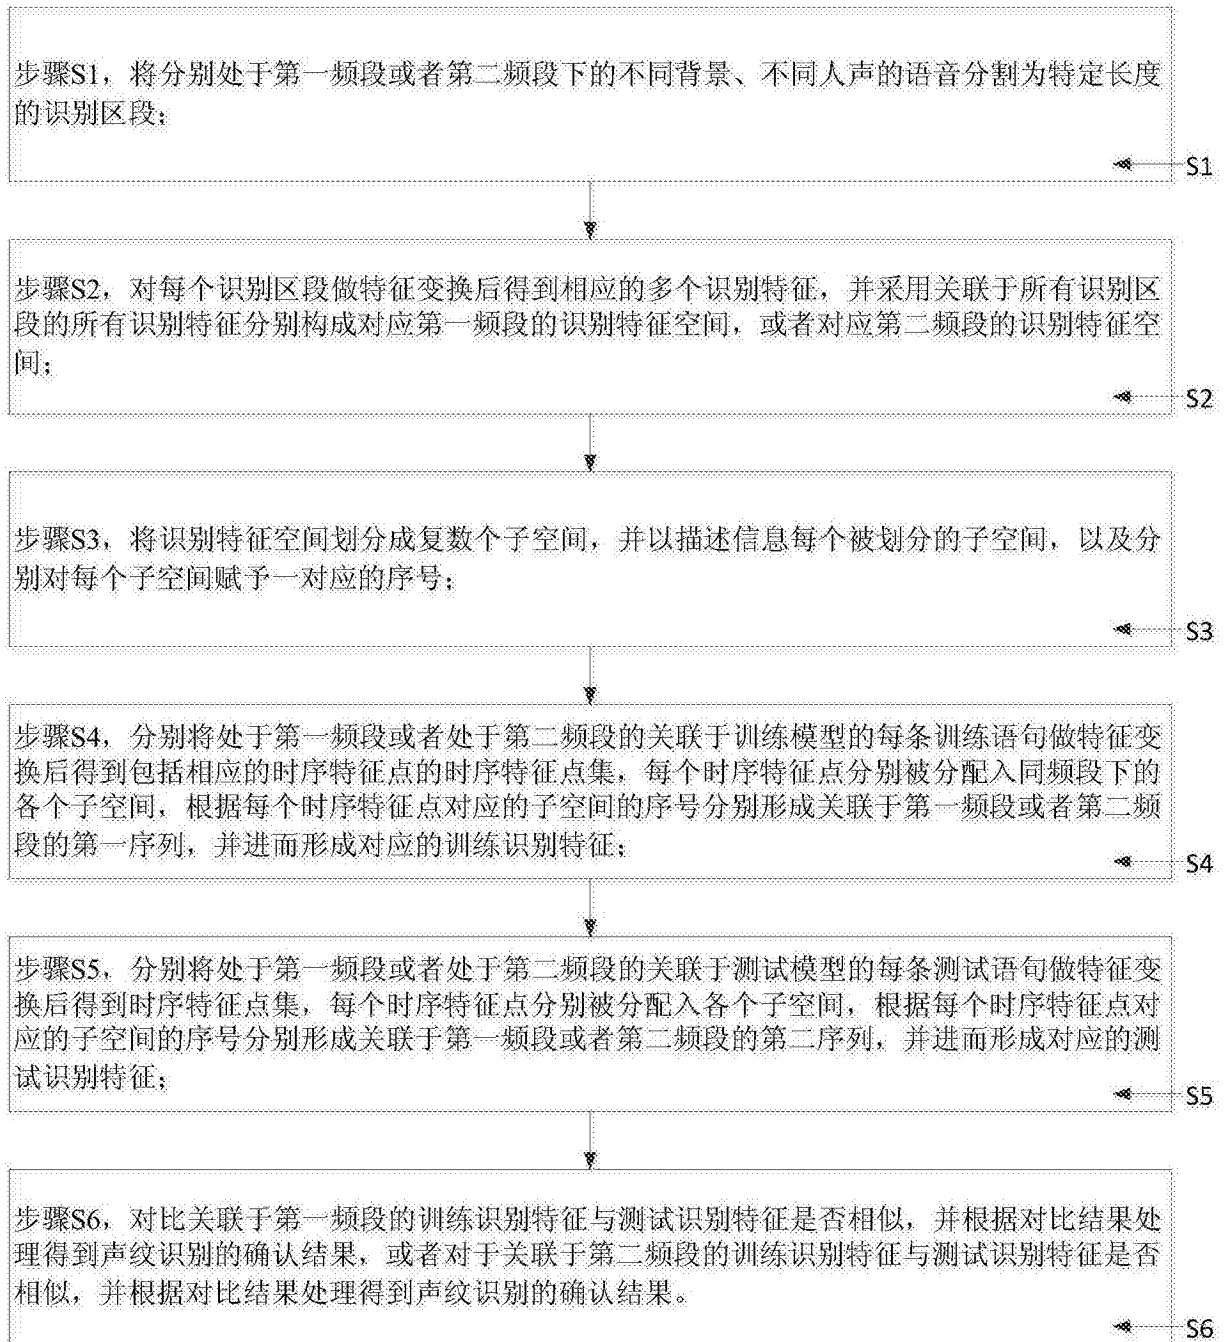 步骤S1，将分别处于第一频段或者第二频段下的不同背景、不同人声的语音分割为特定长度
的识别区段；
S1
步骤S2，对每个识别区段做特征变换后得到相应的多个识别特征，并采用关联于所有识别区
段的所有识别特征分别构成对应第一频段的识别特征空间，或者对应第二频段的识别特征空
间；
S2
步骤S3，将识别特征空间划分成复数个子空间，并以描述信息每个被划分的子空间，以及分
别对每个子空间赋予一对应的序号；
S3
步骤S4，分别将处于第一频段或者处于第二频段的关联于训练模型的每条训练语句做特征变
换后得到包括相应的时序特征点的时序特征点集，每个时序特征点分别被分配入同频段下的
各个子空间，根据每个时序特征点对应的子空间的序号分别形成关联于第一频段或者第二频
段的第一序列，并进而形成对应的训练识别特征；
S4
步骤S5，分别将处于第一频段或者处于第二频段的关联于测试模型的每条测试语句做特征变
换后得到时序特征点集，每个时序特征点分别被分配入各个子空间，根据每个时序特征点对
应的子空间的序号分别形成关联于第一频段或者第二频段的第二序列，并进而形成对应的测
试识别特征；
S5
步骤S6，对比关联于第一频段的训练识别特征与测试识别特征是否相似，并根据对比结果处
理得到声纹识别的确认结果，或者对于关联于第二频段的训练识别特征与测试识别特征是否
相似，并根据对比结果处理得到声纹识别的确认结果。
S6